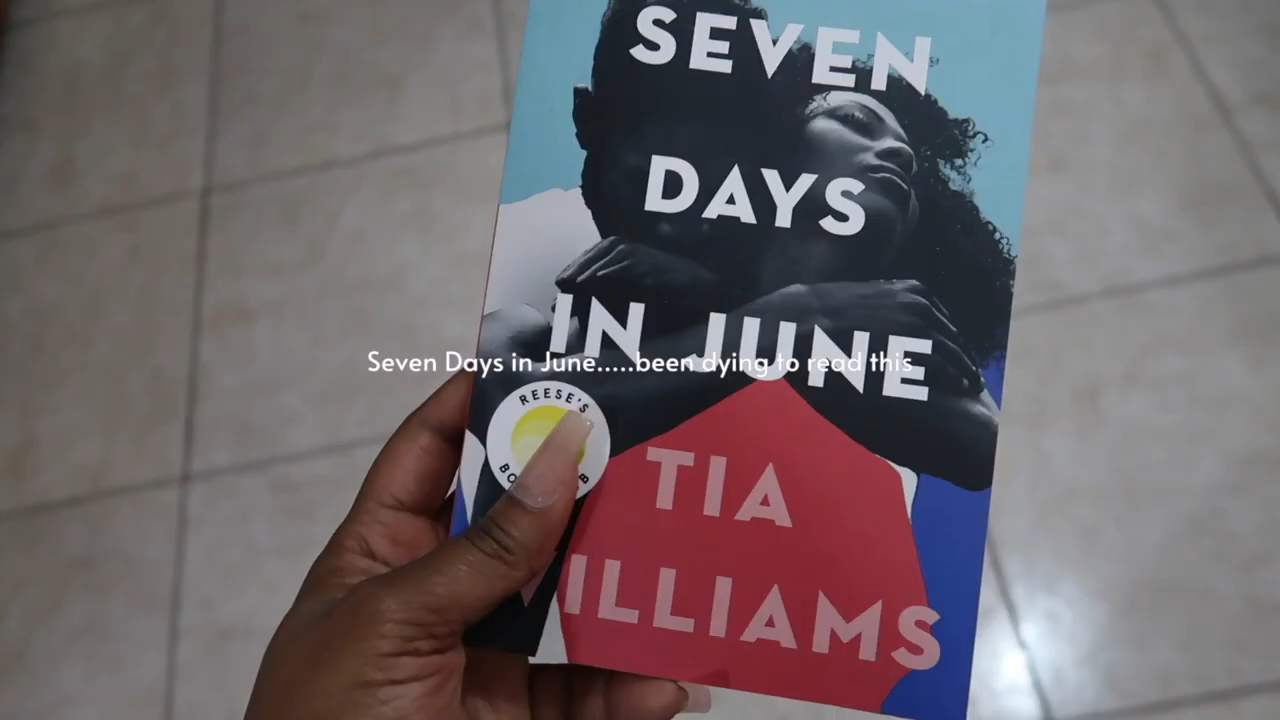 SEVEN
DAYS
IN JUNE
Seven Days in June.....been dying to read this
REESE'S
TIA
ILLIAMS